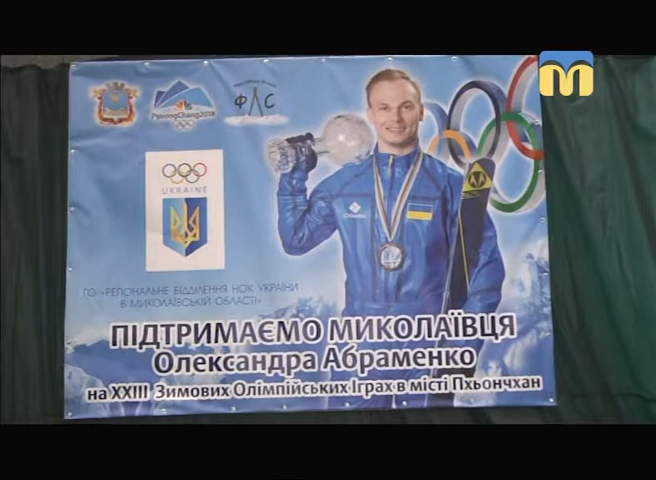 PyeongChang2018
ФЛС
UKRAINE
ГО «РЕГІОНАЛЬНЕ ВІДДІЛЕННЯ НОК УКРАЇНИ
В МИКОЛАЇВСЬКІЙ ОБЛАСТІ»
Columbia
ПІДТРИМАЄМО МИКОЛАЇВЦЯ
Олександра Абраменко
на XXIII Зимових Олімпійських Іграх в місті Пхьончхан